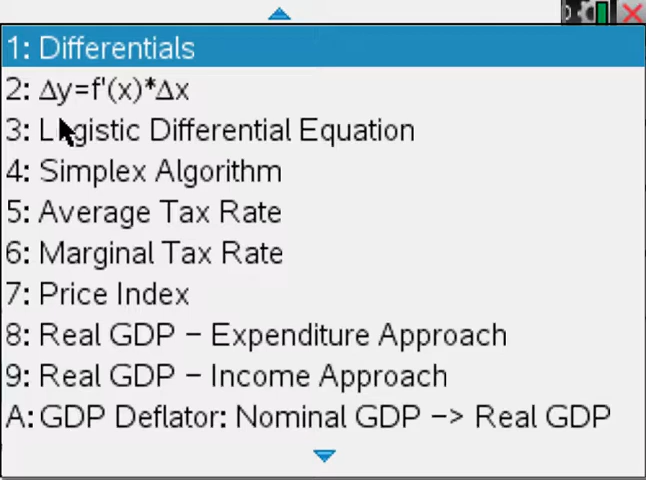 1: Differentials
2: Δy=f'(x)*Δx
3: Logistic Differential Equation
4: Simplex Algorithm
5: Average Tax Rate
6: Marginal Tax Rate
7: Price Index
8: Real GDP – Expenditure Approach
9: Real GDP – Income Approach
A: GDP Deflator: Nominal GDP –> Real GDP